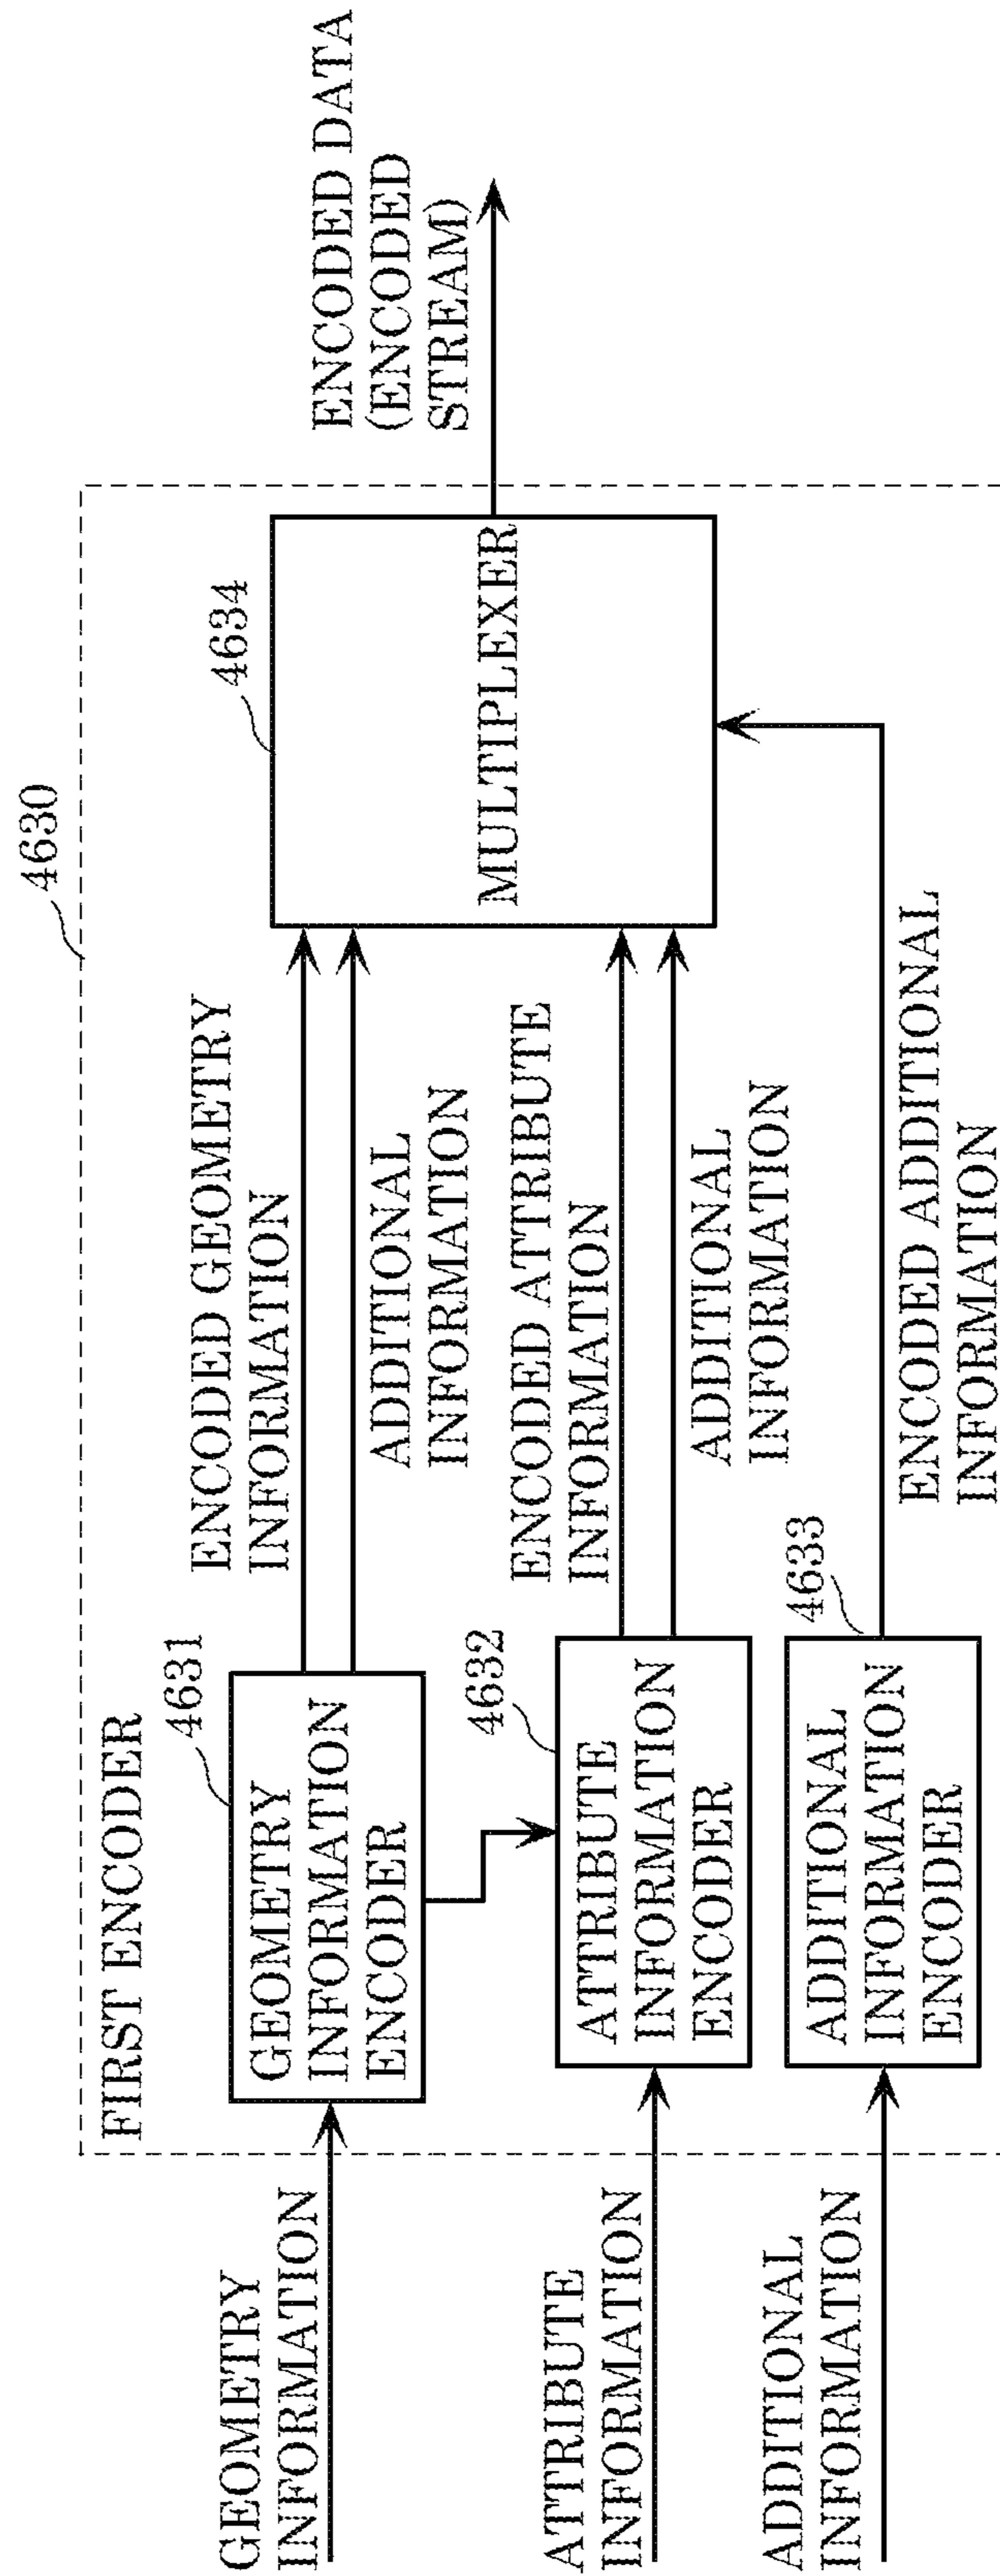 4630
FIRST ENCODER
GEOMETRY
INFORMATION
4631
GEOMETRY
INFORMATION
ENCODER
ENCODED GEOMETRY
INFORMATION
ADDITIONAL
INFORMATION
4634
MULTIPLEXER
ENCODED DATA
(ENCODED
STREAM)
ATTRIBUTE
INFORMATION
4632
ATTRIBUTE
INFORMATION
ENCODER
ENCODED ATTRIBUTE
INFORMATION
ADDITIONAL
INFORMATION
ADDITIONAL
INFORMATION
4633
ADDITIONAL
INFORMATION
ENCODER
ENCODED ADDITIONAL
INFORMATION